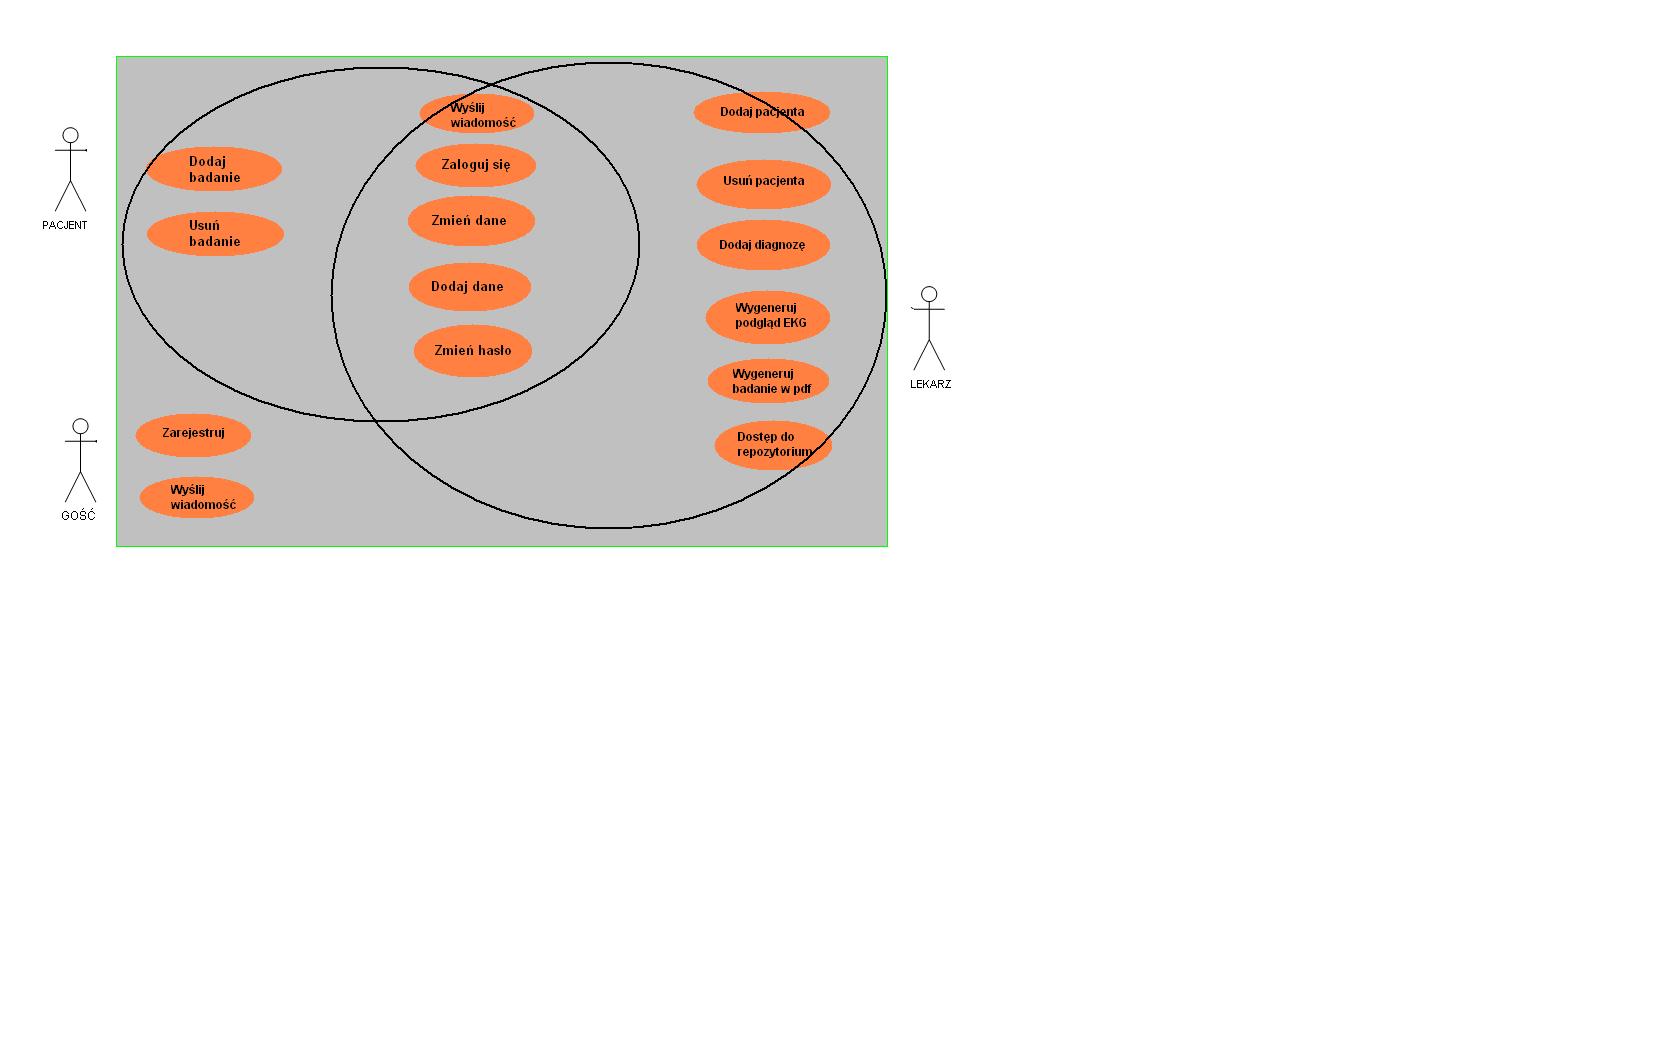 PACJENT
Dodaj
badanie
Usuń
badanie
Wyślij
wiadomość
Zaloguj się
Zmień dane
Dodaj dane
Zmień hasło
Dodaj pacjenta
Usuń pacjenta
Dodaj diagnozę
Wygeneruj
podgląd EKG
Wygeneruj
badanie w pdf
Dostęp do
repozytorium
LEKARZ
GOŚĆ
Zarejestruj
Wyślij
wiadomość